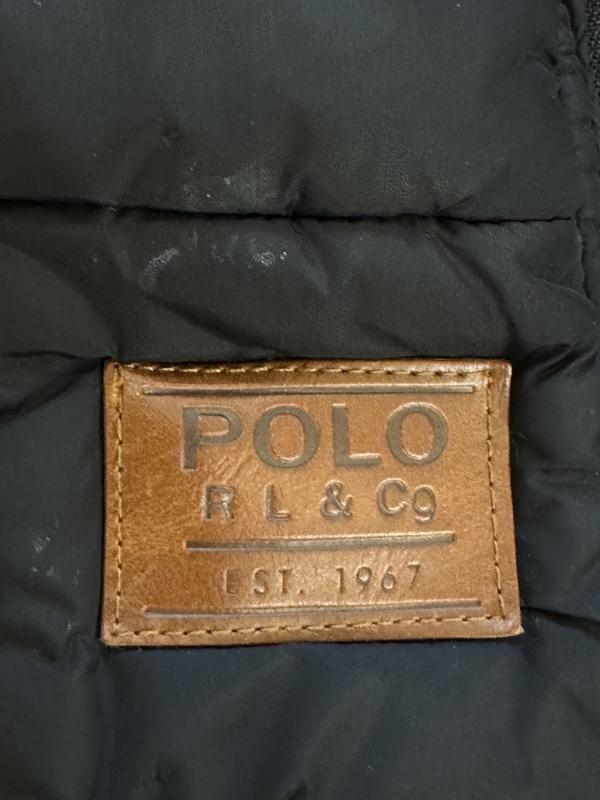 POLO
R L & Co
EST. 1967